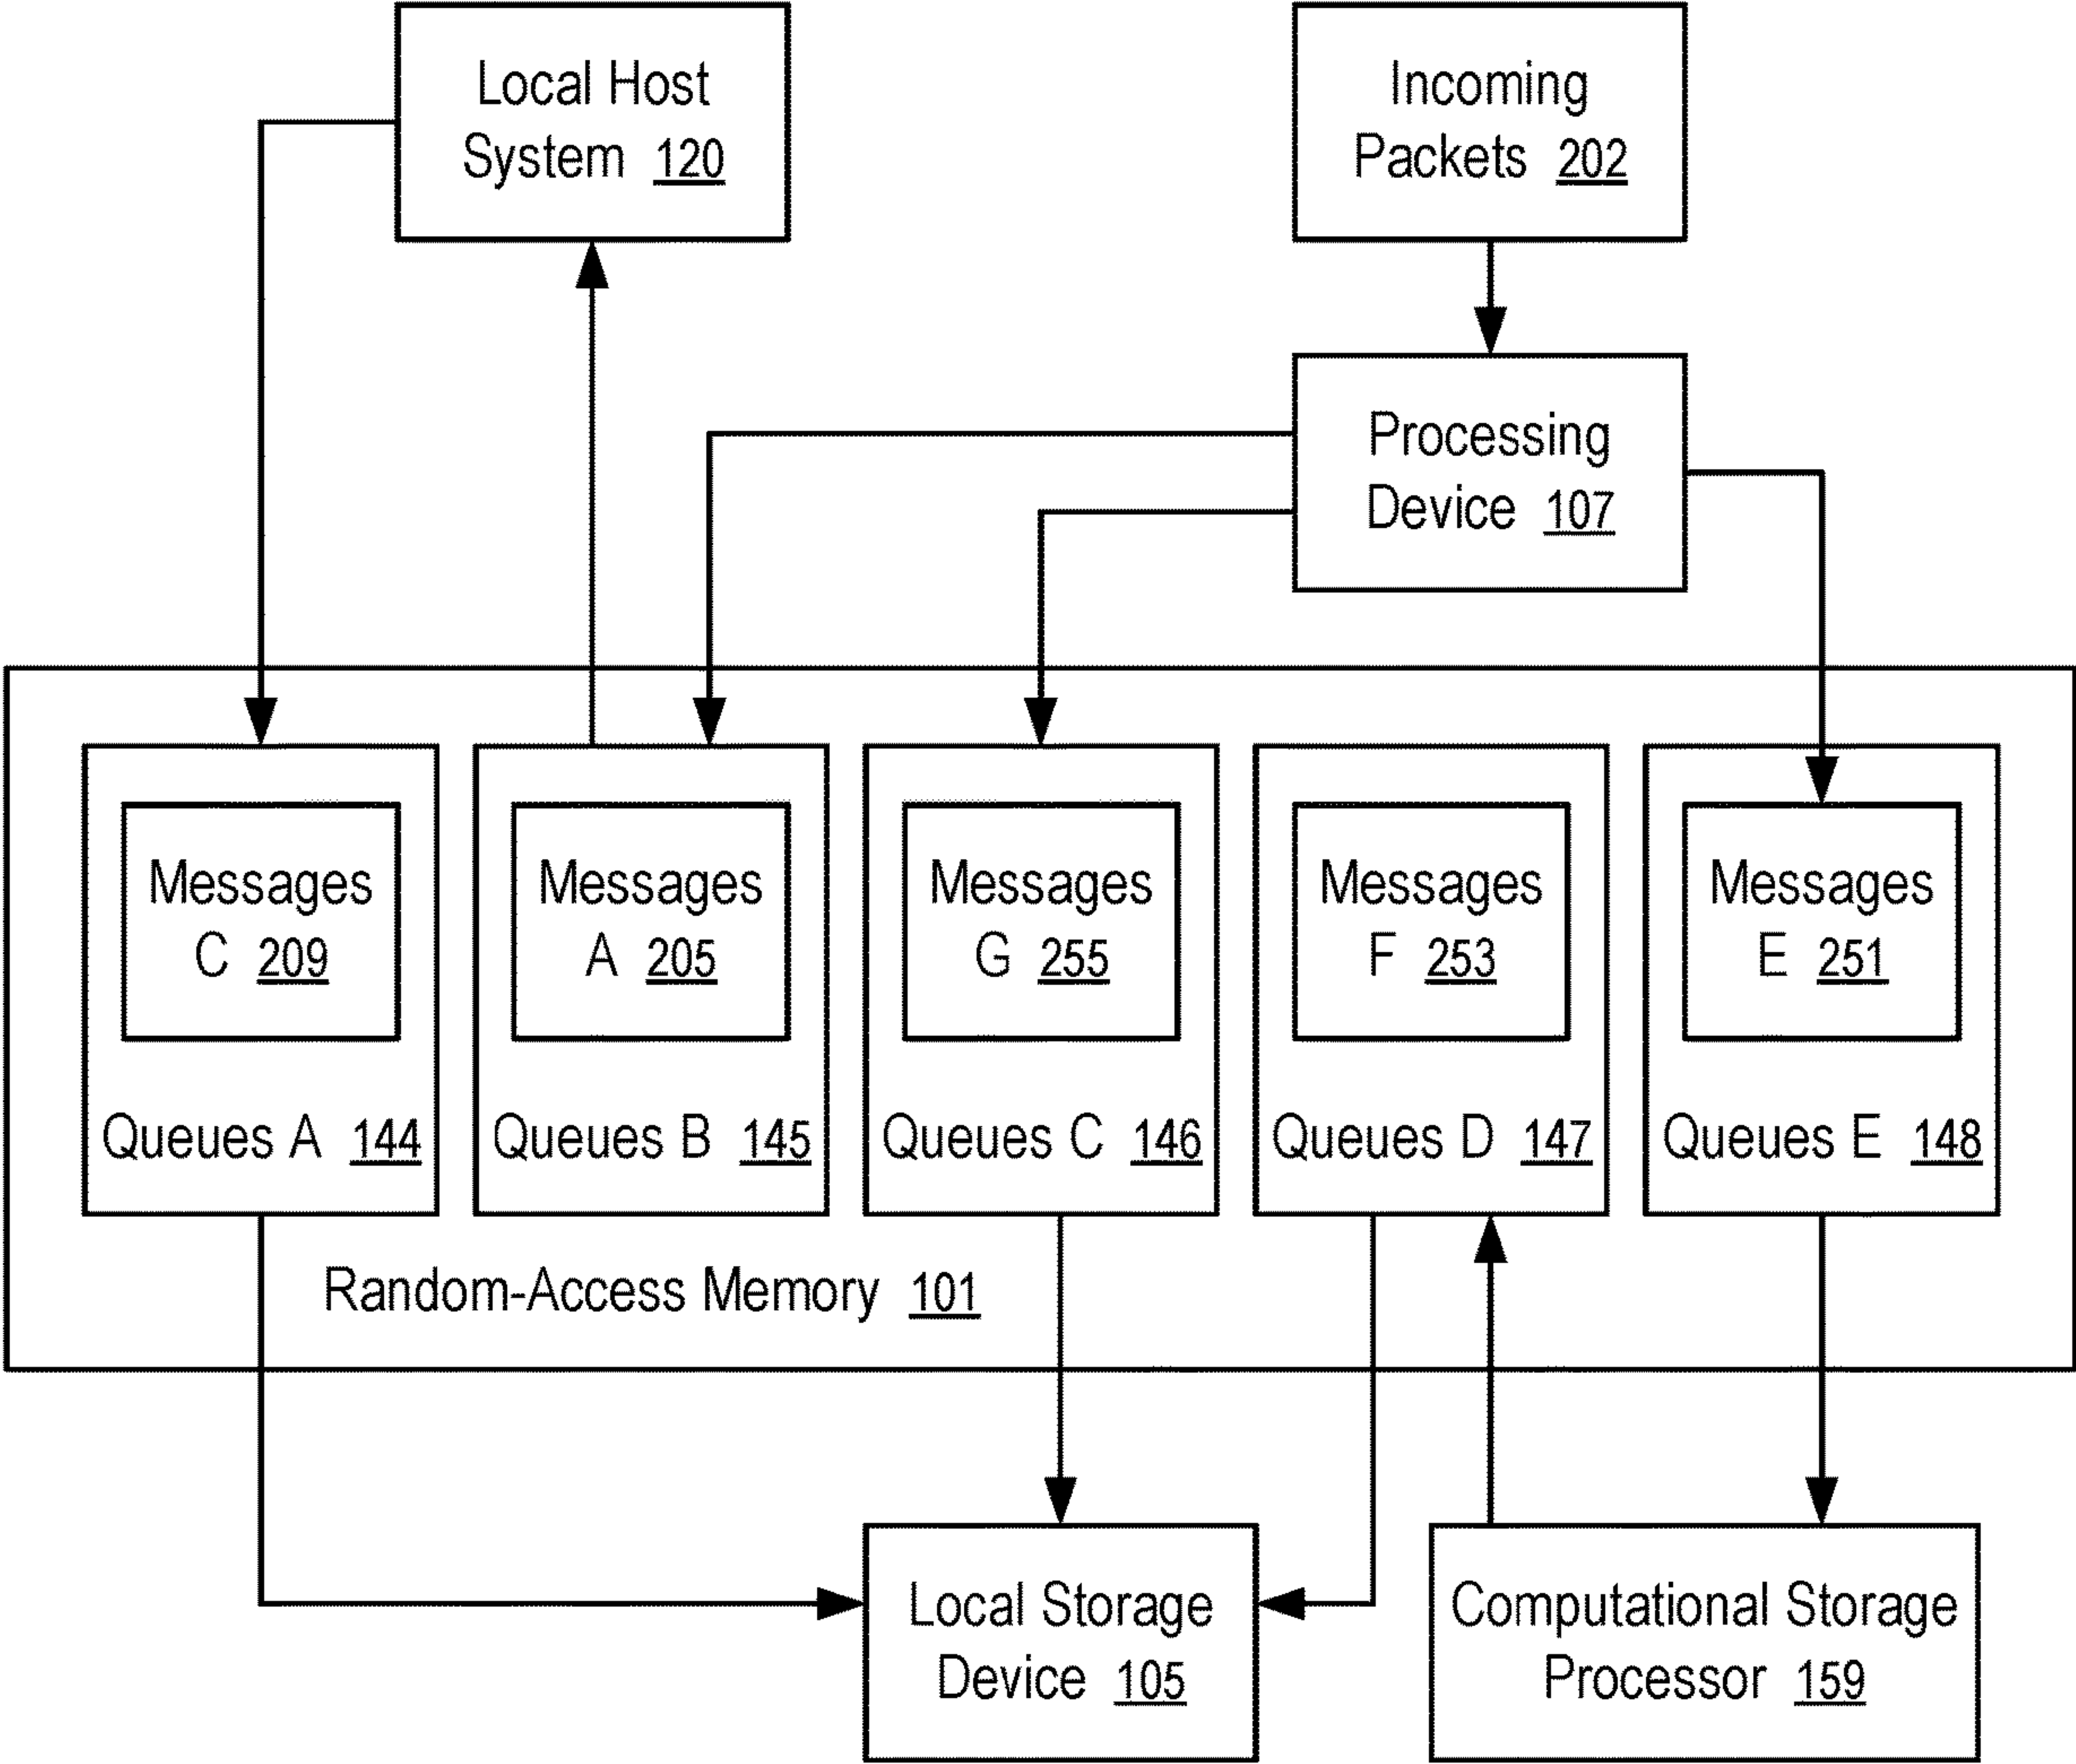 Local Host
System 120
Incoming
Packets 202
Processing
Device 107
Messages
C 209
Queues A 144
Messages
A 205
Queues B 145
Messages
G 255
Queues C 146
Messages
F 253
Queues D 147
Messages
E 251
Queues E 148
Random-Access Memory 101
Local Storage
Device 105
Computational Storage
Processor 159